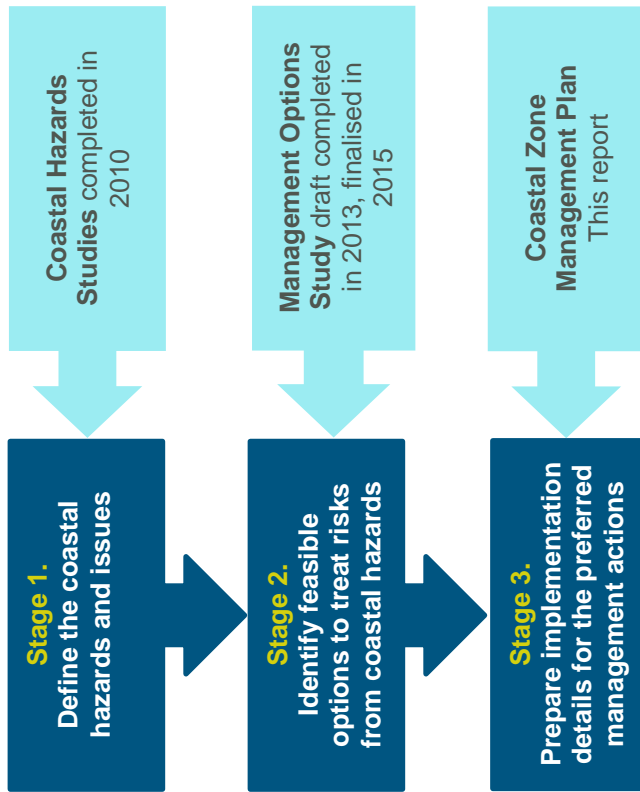 Stage 1.
Define the coastal
hazards and issues
Coastal Hazards
Studies completed in
2010
Stage 2.
Identify feasible
options to treat risks
from coastal hazards
Management Options
Study draft completed
in 2013, finalised in
2015
Stage 3.
Prepare implementation
details for the preferred
management actions
Coastal Zone
Management Plan
This report